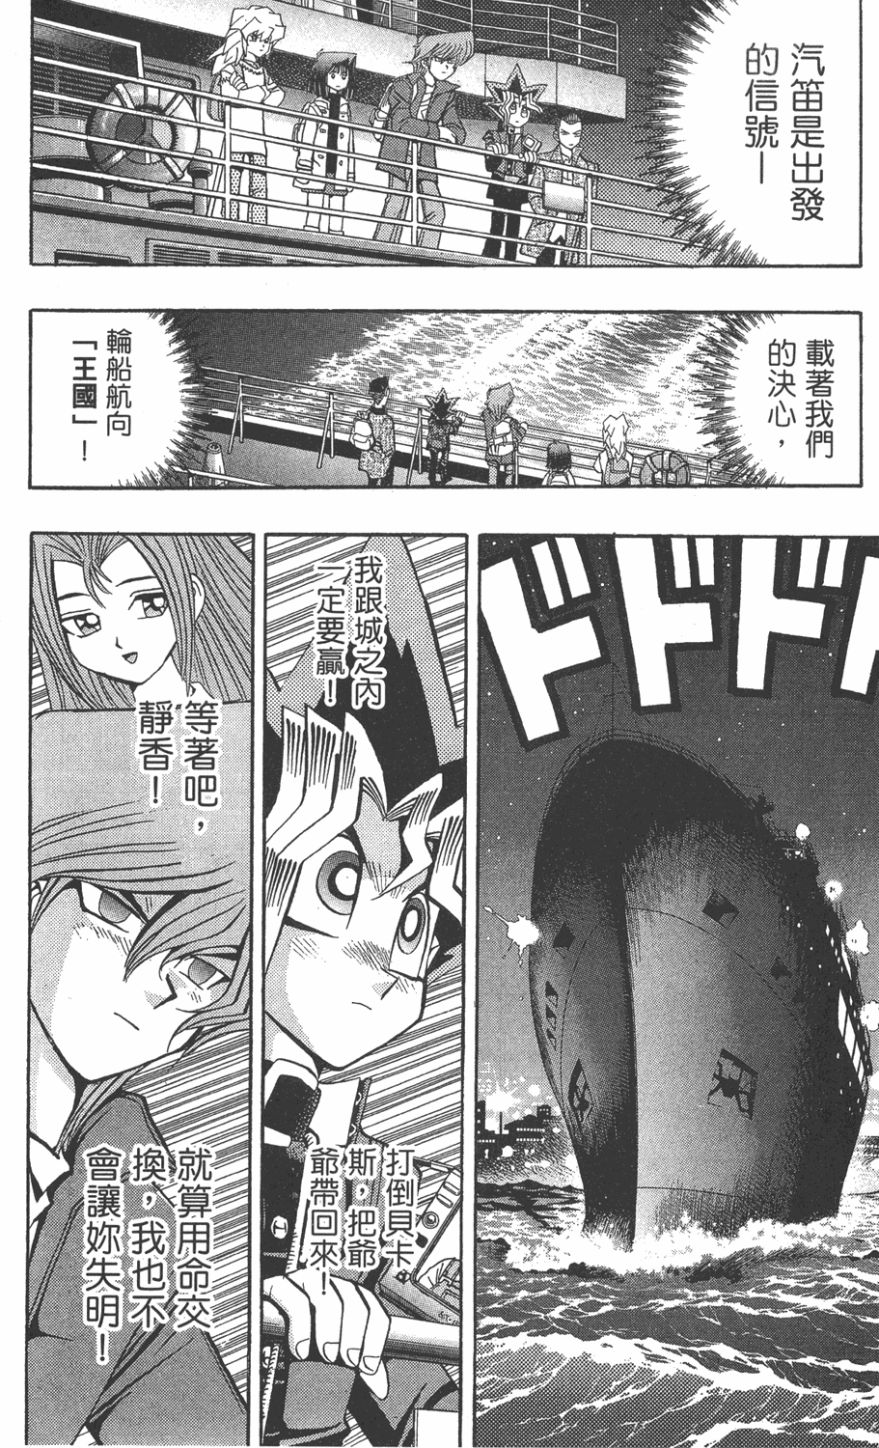 汽笛是出發
的信號—
載著我們
的決心，
輪船航向
「王國」！
ドドドド
我跟城之內
一定要贏！
打倒貝卡
斯，把爺
爺帶回來！
等著吧，
靜香！
就算用命交
換，我也不
會讓妳失明！